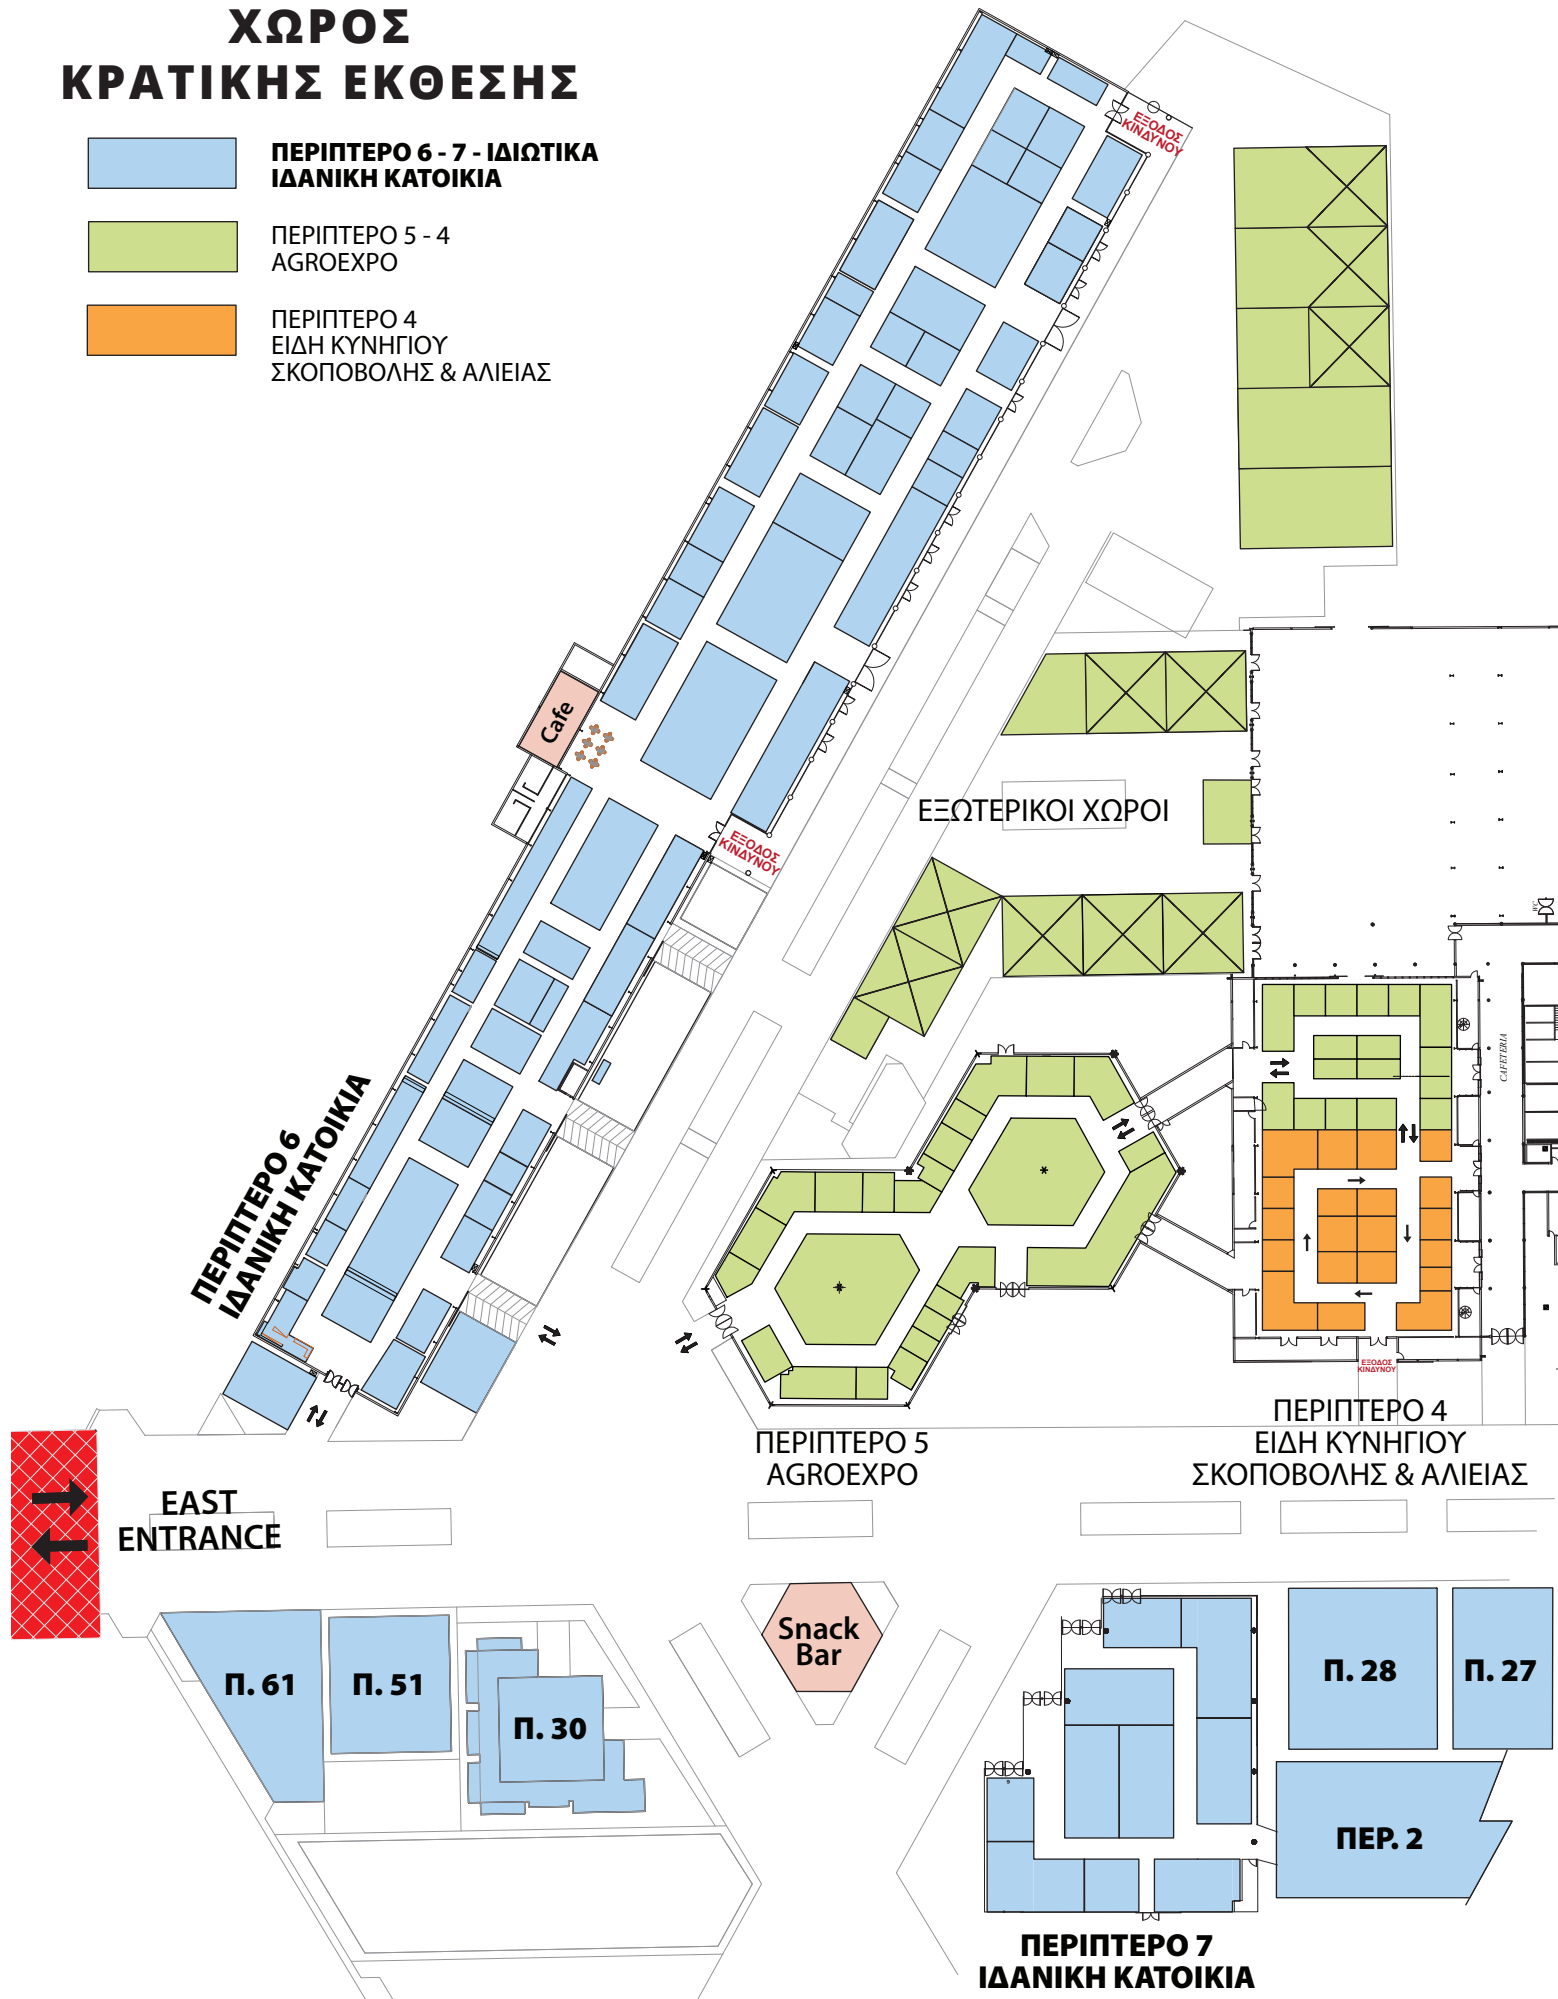 ΧΩΡΟΣ
ΚΡΑΤΙΚΗΣ ΕΚΘΕΣΗΣ
ΠΕΡΙΠΤΕΡΟ 6 - 7 - ΙΔΙΩΤΙΚΑ
ΙΔΑΝΙΚΗ ΚΑΤΟΙΚΙΑ
ΠΕΡΙΠΤΕΡΟ 5 - 4
AGROEXPO
ΠΕΡΙΠΤΕΡΟ 4
ΕΙΔΗ ΚΥΝΗΓΙΟΥ
ΣΚΟΠΟΒΟΛΗΣ & ΑΛΙΕΙΑΣ
ΕΞΟΔΟΣ
ΚΙΝΔΥΝΟΥ
Cafe
ΕΞΩΤΕΡΙΚΟΙ ΧΩΡΟΙ
ΕΞΟΔΟΣ
ΚΙΝΔΥΝΟΥ
WC
CAFETERIA
ΠΕΡΙΠΤΕΡΟ 6
ΙΔΑΝΙΚΗ ΚΑΤΟΙΚΙΑ
ΕΞΟΔΟΣ
ΚΙΝΔΥΝΟΥ
ΠΕΡΙΠΤΕΡΟ 5
AGROEXPO
ΠΕΡΙΠΤΕΡΟ 4
ΕΙΔΗ ΚΥΝΗΓΙΟΥ
ΣΚΟΠΟΒΟΛΗΣ & ΑΛΙΕΙΑΣ
EAST
ENTRANCE
Snack
Bar
Π. 61
Π. 51
Π. 30
Π. 28
Π. 27
ΠΕΡ. 2
ΠΕΡΙΠΤΕΡΟ 7
ΙΔΑΝΙΚΗ ΚΑΤΟΙΚΙΑ